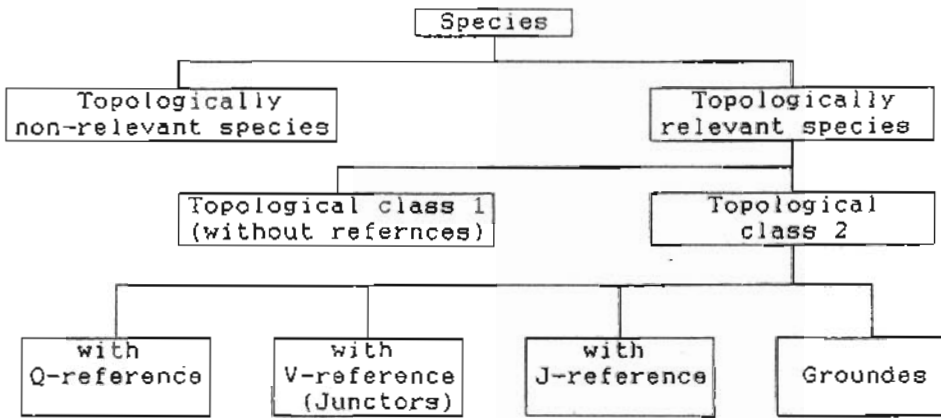 Species
Topologically
non-relevant species
Topologically
relevant species
Topological class 1
(without refernces)
Topological
class 2
with
Q-reference
with
V-reference
(Junctors)
with
J-reference
Groundes